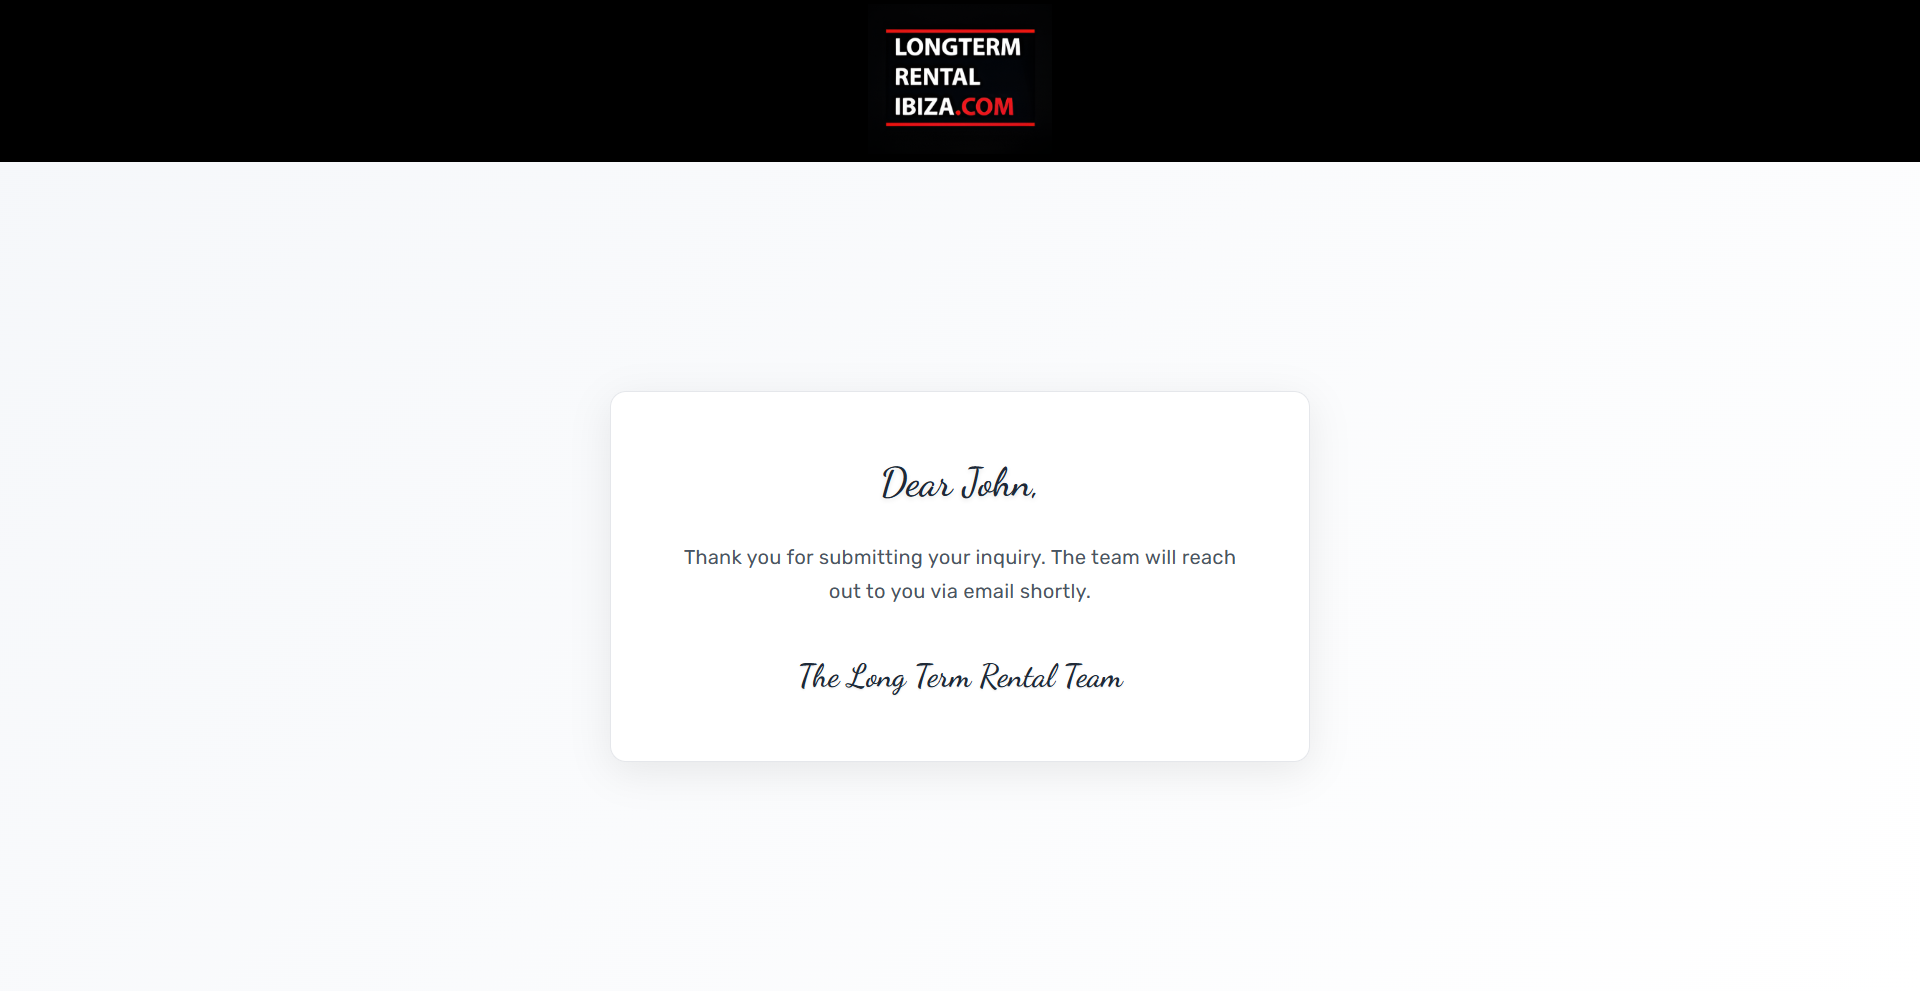 LONGTERM
RENTAL
IBIZA.COM
Dear John,
Thank you for submitting your inquiry. The team will reach
out to you via email shortly.
The Long Term Rental Team